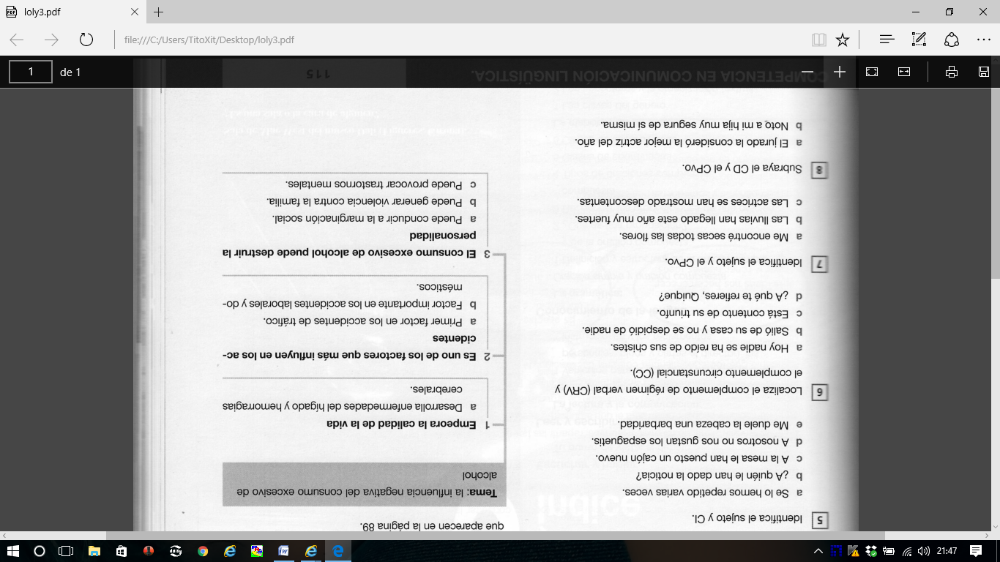 loly3.pdf
file:///C:/Users/TitoXit/Desktop/loly3.pdf
1 de 1
5 Identifica el sujeto y CI.
a Se lo hemos repetido varias veces.
b ¿A quién le han dado la noticia?
c A la mesa le han puesto un cajón nuevo.
d A nosotros no nos gustan los espaguetis.
e Me duele la cabeza una barbaridad.
6 Localiza el complemento de régimen verbal (CRV) y
el complemento circunstancial (CC).
a Hoy nadie se ha reído de sus chistes.
b Salió de su casa y no se despidió de nadie.
c Está contento de su triunfo.
d ¿A qué te refieres, Quique?
7 Identifica el sujeto y el CPvo.
a Me encontré secas todas las flores.
b Las lluvias han llegado este año muy fuertes.
c Las actrices se han mostrado descontentas.
8 Subraya el CD y el CPvo.
a El jurado la consideró la mejor actriz del año.
b Noto a mi hija muy segura de sí misma.
que aparecen en la página 89.
Tema: la influencia negativa del consumo excesivo de
alcohol
1 Empeora la calidad de la vida
a Desarrolla enfermedades del hígado y hemorragias
cerebrales.
2 Es uno de los factores que más influyen en los ac-
cidentes
a Primer factor en los accidentes de tráfico.
b Factor importante en los accidentes laborales y do-
mésticos.
3 El consumo excesivo de alcohol puede destruir la
personalidad
a Puede conducir a la marginación social.
b Puede generar violencia contra la familia.
c Puede provocar trastornos mentales.
COMPETENCIA EN COMUNICACIÓN LINGÜÍSTICA.
115
índice
21:47